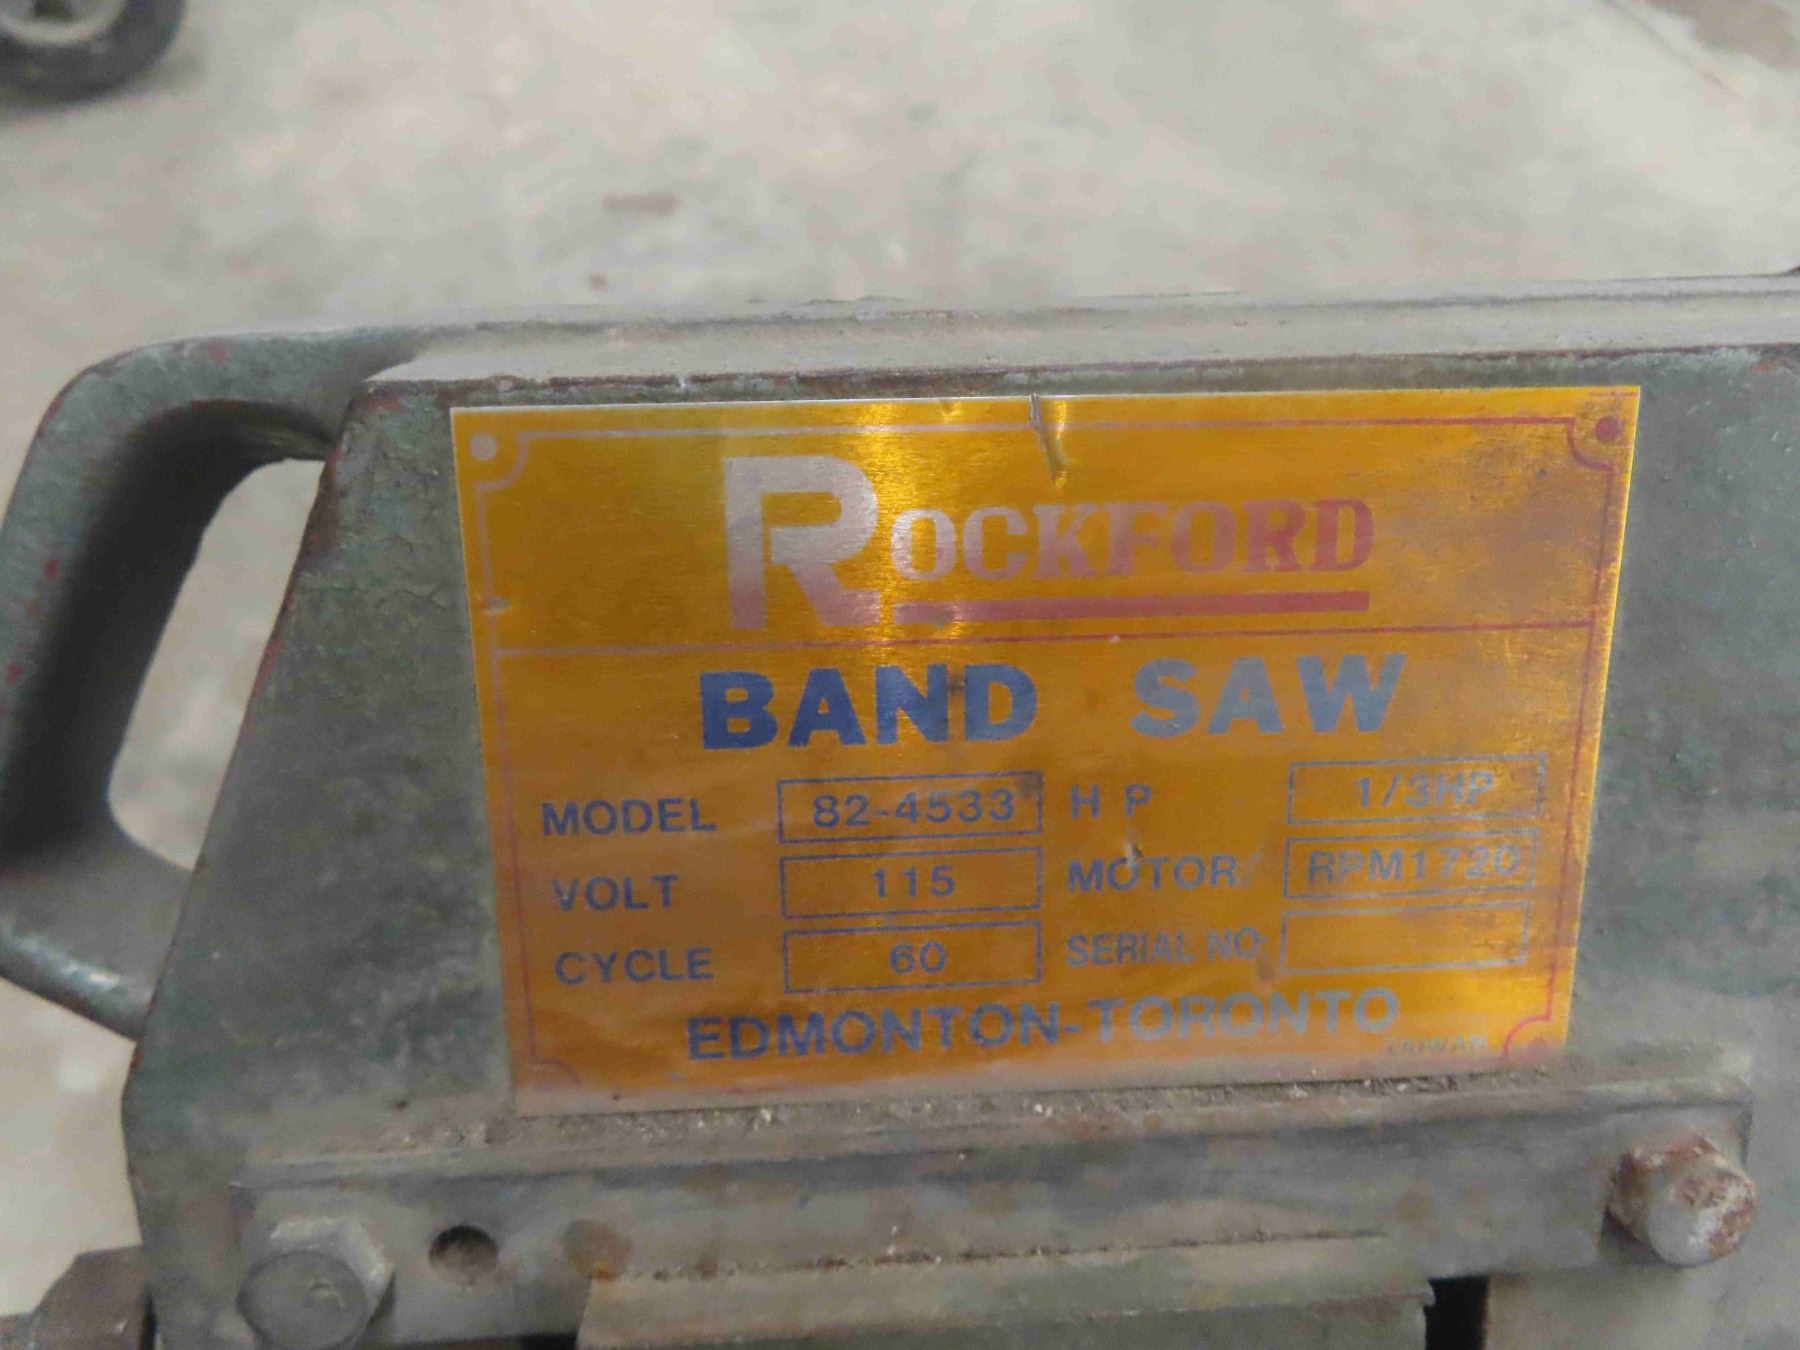 ROCKFORD
BAND SAW
MODEL 82-4533 H P 1/3HP
VOLT 115 MOTOR RPM1720
CYCLE 60 SERIAL NO.
EDMONTON-TORONTO
TAIWAN